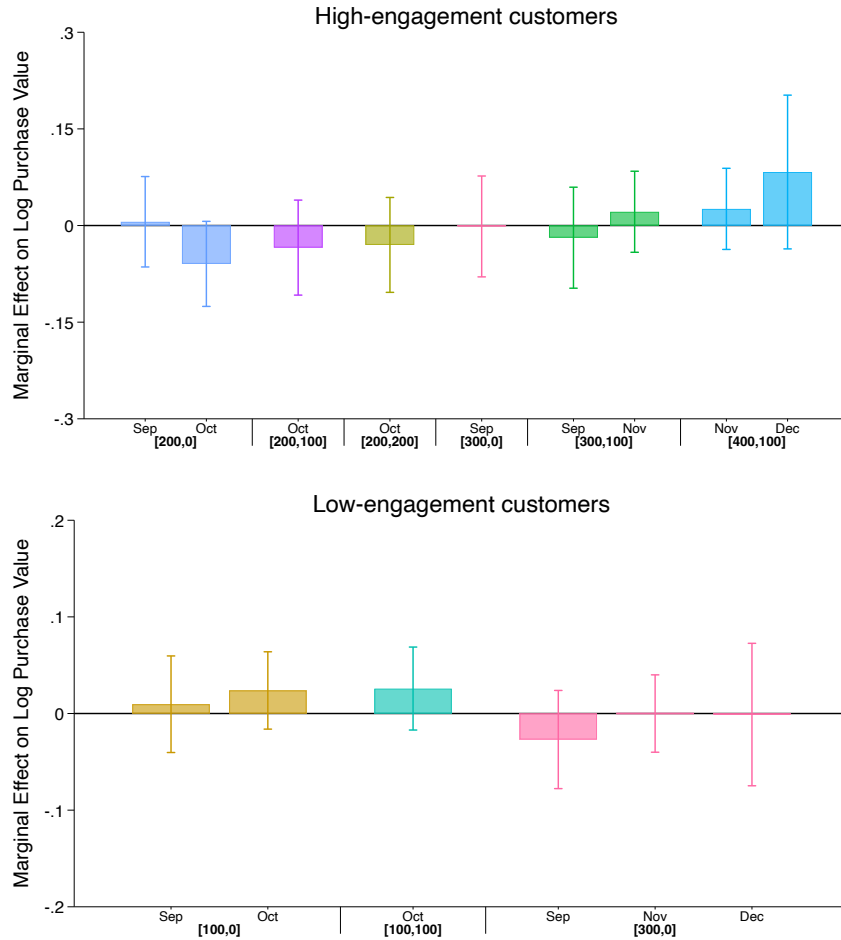 High-engagement customers
Marginal Effect on Log Purchase Value
.3
.15
0
-.15
-.3
Sep Oct Oct Oct Sep Sep Nov Nov Dec
[200,0] [200,100] [200,200] [300,0] [300,100] [400,100]
Low-engagement customers
Marginal Effect on Log Purchase Value
.2
.1
0
-.1
-.2
Sep Oct Oct Sep Nov Dec
[100,0] [100,100] [300,0]